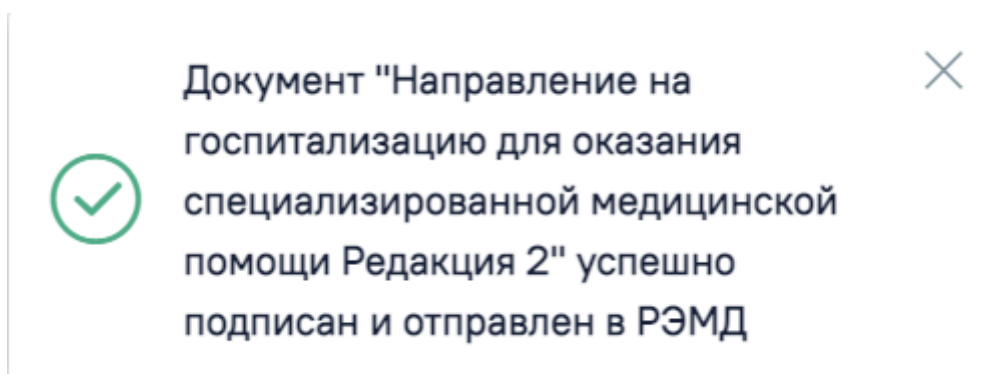 Документ "Направление на
госпитализацию для оказания
специализированной медицинской
помощи Редакция 2" успешно
подписан и отправлен в РЭМД